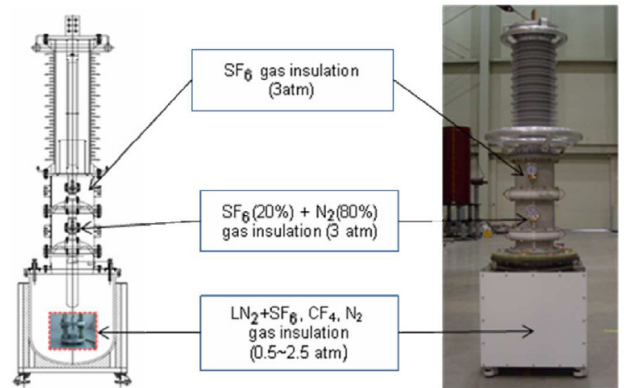 SF₆ gas insulation
(3atm)
SF₆(20%) + N₂(80%)
gas insulation (3 atm)
LN₂+SF₆, CF₄, N₂
gas insulation
(0.5~2.5 atm)